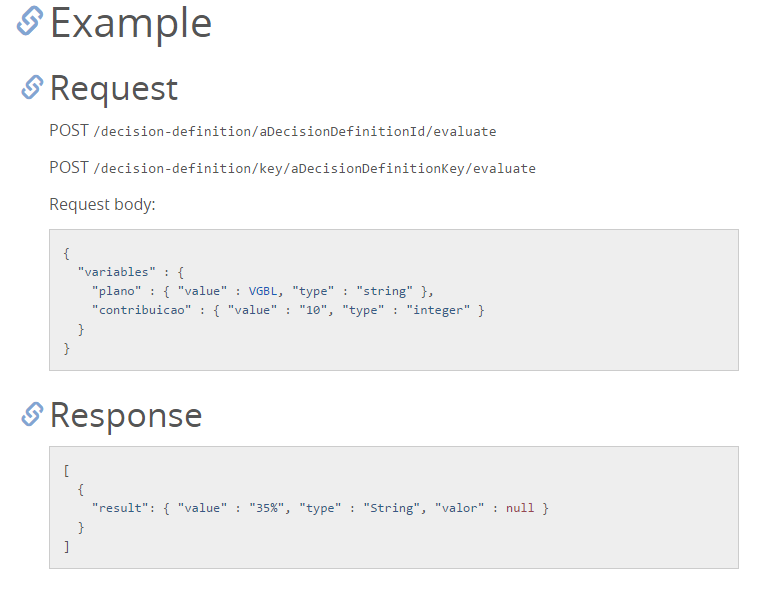 Example
Request
POST /decision-definition/aDecisionDefinitionId/evaluate
POST /decision-definition/key/aDecisionDefinitionKey/evaluate
Request body:
{
  "variables" : {
    "plano" : { "value" : VGBL, "type" : "string" },
    "contribuicao" : { "value" : "10", "type" : "integer" }
  }
}
Response
[
  {
    "result": { "value" : "35%", "type" : "String", "valor" : null }
  }
]